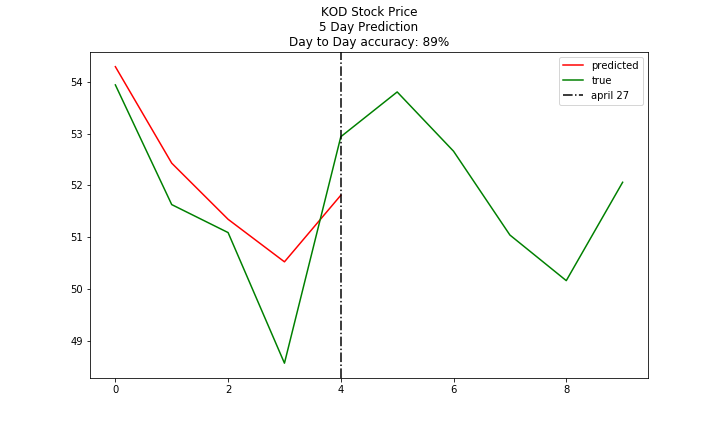 KOD Stock Price
5 Day Prediction
Day to Day accuracy: 89%
predicted
true
april 27
54
53
52
51
50
49
0 2 4 6 8